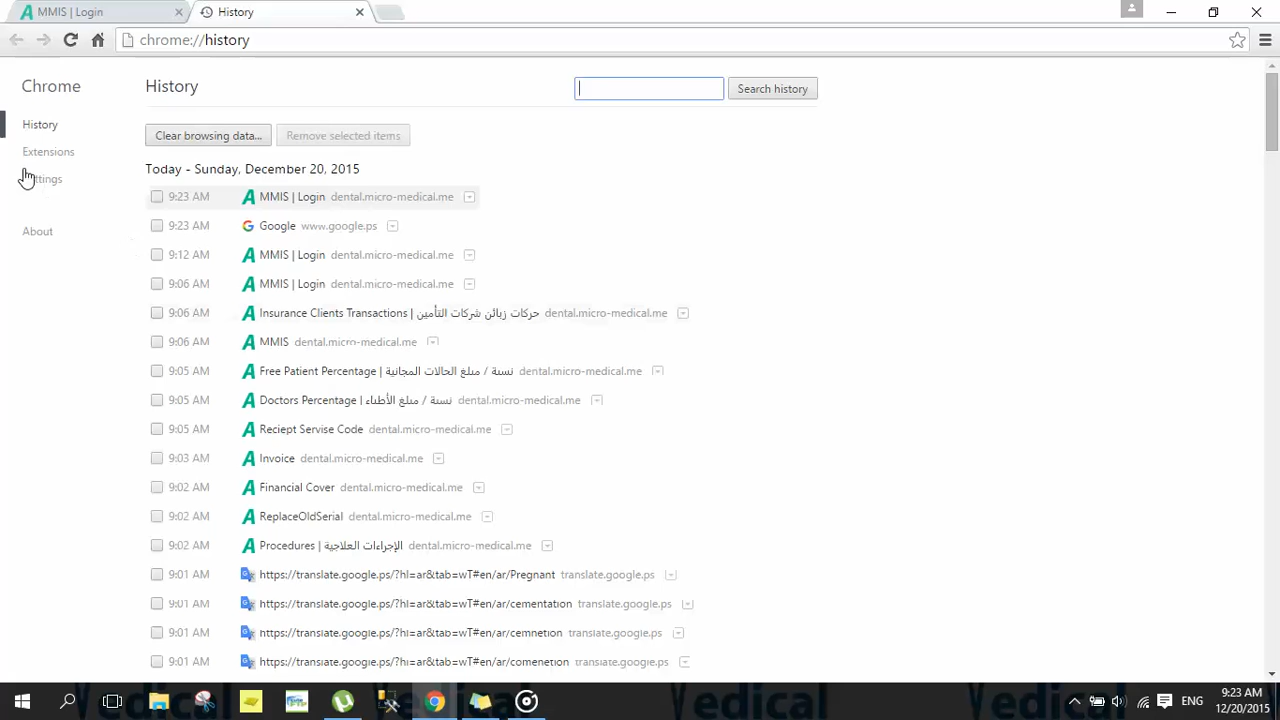 MMIS | Login
History
chrome://history
Chrome
History
Search history
History
Extensions
Clear browsing data...
Remove selected items
ttings
About
Today - Sunday, December 20, 2015
9:23 AM MMIS | Login dental.micro-medical.me
9:23 AM Google www.google.ps
9:12 AM MMIS | Login dental.micro-medical.me
9:06 AM MMIS | Login dental.micro-medical.me
9:06 AM Insurance Clients Transactions | حركات زبائن شركات التأمين dental.micro-medical.me
9:06 AM MMIS dental.micro-medical.me
9:05 AM Free Patient Percentage | نسبة / مبلغ الحالات المجانية dental.micro-medical.me
9:05 AM Doctors Percentage | نسبة / مبلغ الأطباء dental.micro-medical.me
9:05 AM Reciept Servise Code dental.micro-medical.me
9:03 AM Invoice dental.micro-medical.me
9:02 AM Financial Cover dental.micro-medical.me
9:02 AM ReplaceOldSerial dental.micro-medical.me
9:02 AM Procedures | الإجراءات العلاجية dental.micro-medical.me
9:01 AM https://translate.google.ps/?hl=ar&tab=wT#en/ar/Pregnant translate.google.ps
9:01 AM https://translate.google.ps/?hl=ar&tab=wT#en/ar/cementation translate.google.ps
9:01 AM https://translate.google.ps/?hl=ar&tab=wT#en/ar/cemnetion translate.google.ps
9:01 AM https://translate.google.ps/?hl=ar&tab=wT#en/ar/comenetion translate.google.ps
ENG
9:23 AM
12/20/2015